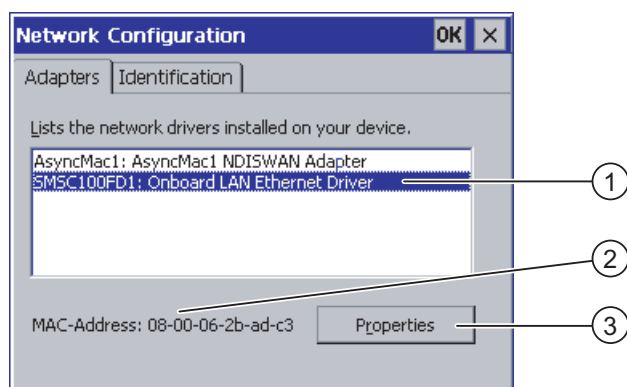 Network Configuration OK ×
Adapters Identification
Lists the network drivers installed on your device.
AsyncMac1: AsyncMac1 NDISWAN Adapter
SMSC100FD1: Onboard LAN Ethernet Driver
1
2
MAC-Address: 08-00-06-2b-ad-c3 Properties
3